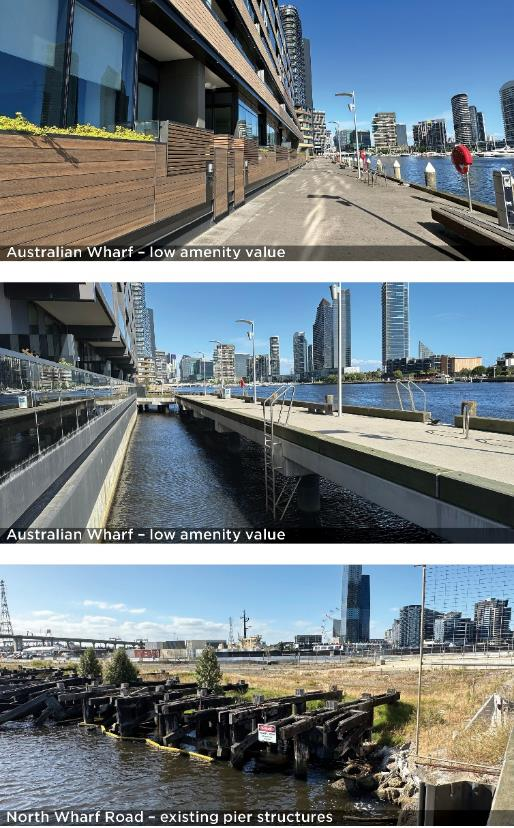 Australian Wharf – low amenity value
Australian Wharf – low amenity value
North Wharf Road – existing pier structures